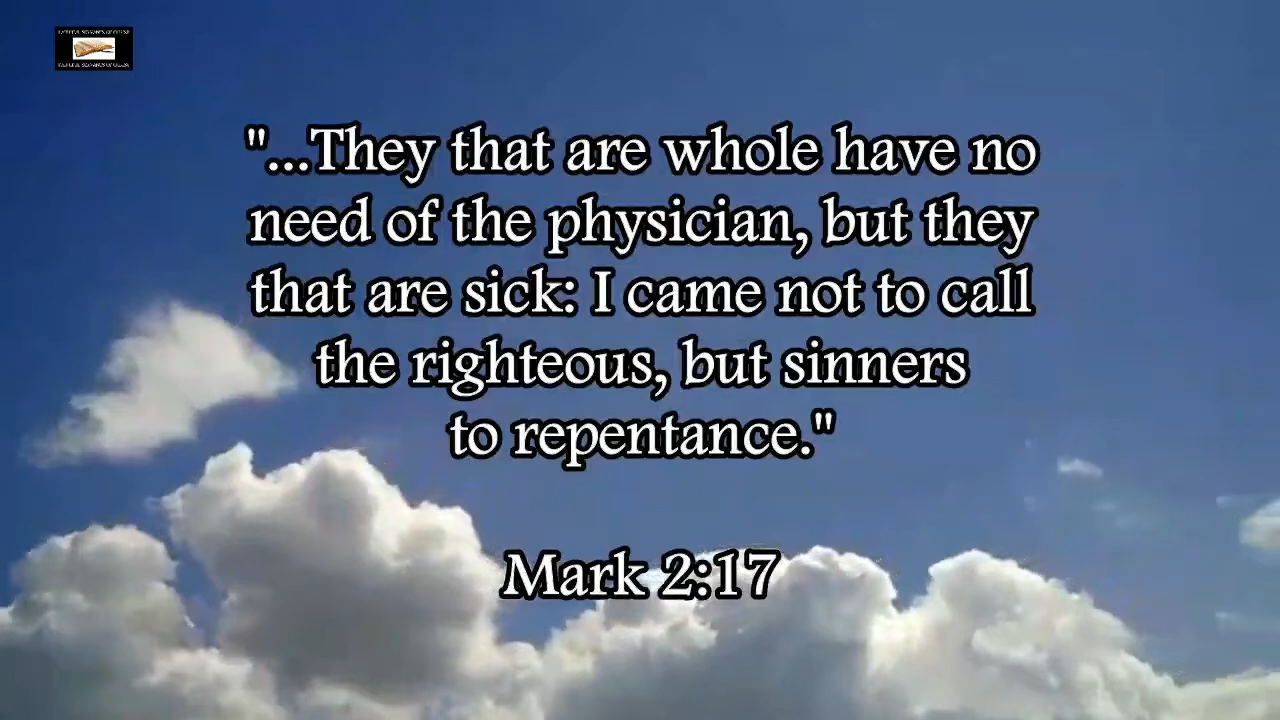 "...They that are whole have no
need of the physician, but they
that are sick: I came not to call
the righteous, but sinners
to repentance."
Mark 2:17